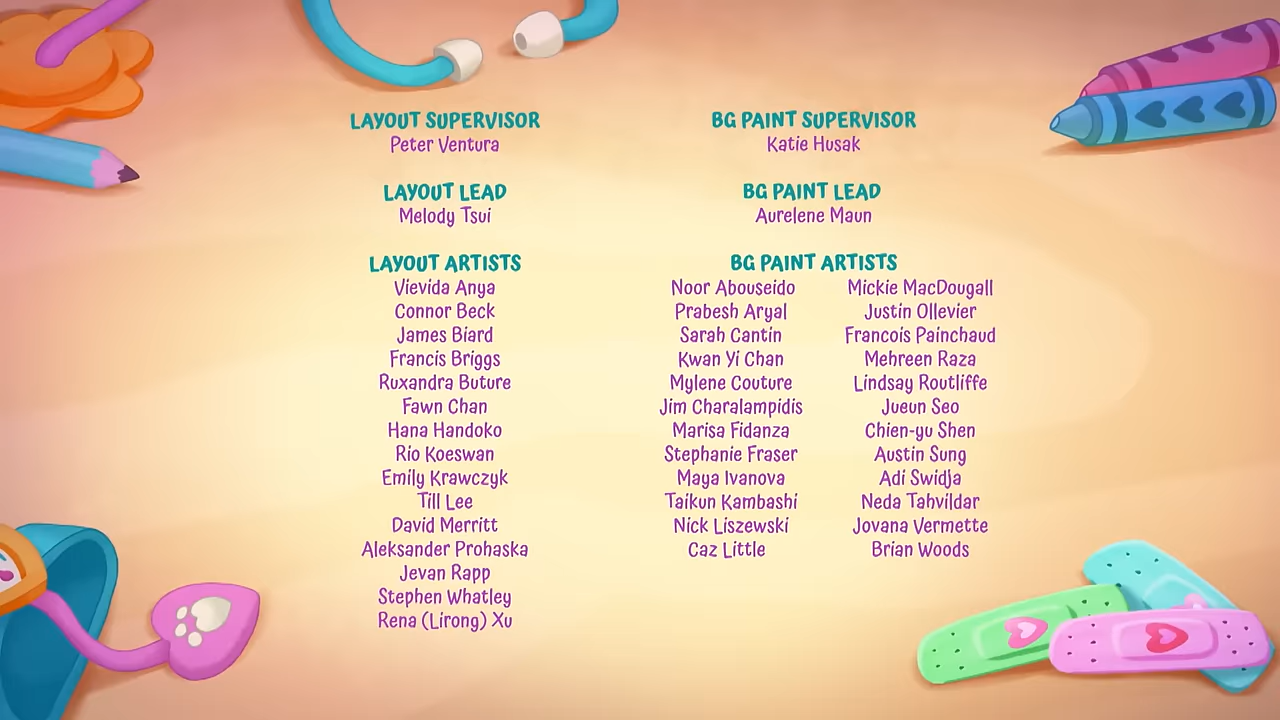 LAYOUT SUPERVISOR
Peter Ventura
LAYOUT LEAD
Melody Tsui
LAYOUT ARTISTS
Vievida Anya
Connor Beck
James Biard
Francis Briggs
Ruxandra Buture
Fawn Chan
Hana Handoko
Rio Koeswan
Emily Krawczyk
Till Lee
David Merritt
Aleksander Prohaska
Jevan Rapp
Stephen Whatley
Rena (Lirong) Xu
BG PAINT SUPERVISOR
Katie Husak
BG PAINT LEAD
Aurelene Maun
BG PAINT ARTISTS
Noor Abouseido
Prabesh Aryal
Sarah Cantin
Kwan Yi Chan
Mylene Couture
Jim Charalampidis
Marisa Fidanza
Stephanie Fraser
Maya Ivanova
Taikun Kambashi
Nick Liszewski
Caz Little
Mickie MacDougall
Justin Ollevier
Francois Painchaud
Mehreen Raza
Lindsay Routliffe
Jueun Seo
Chien-yu Shen
Austin Sung
Adi Swidja
Neda Tahvildar
Jovana Vermette
Brian Woods